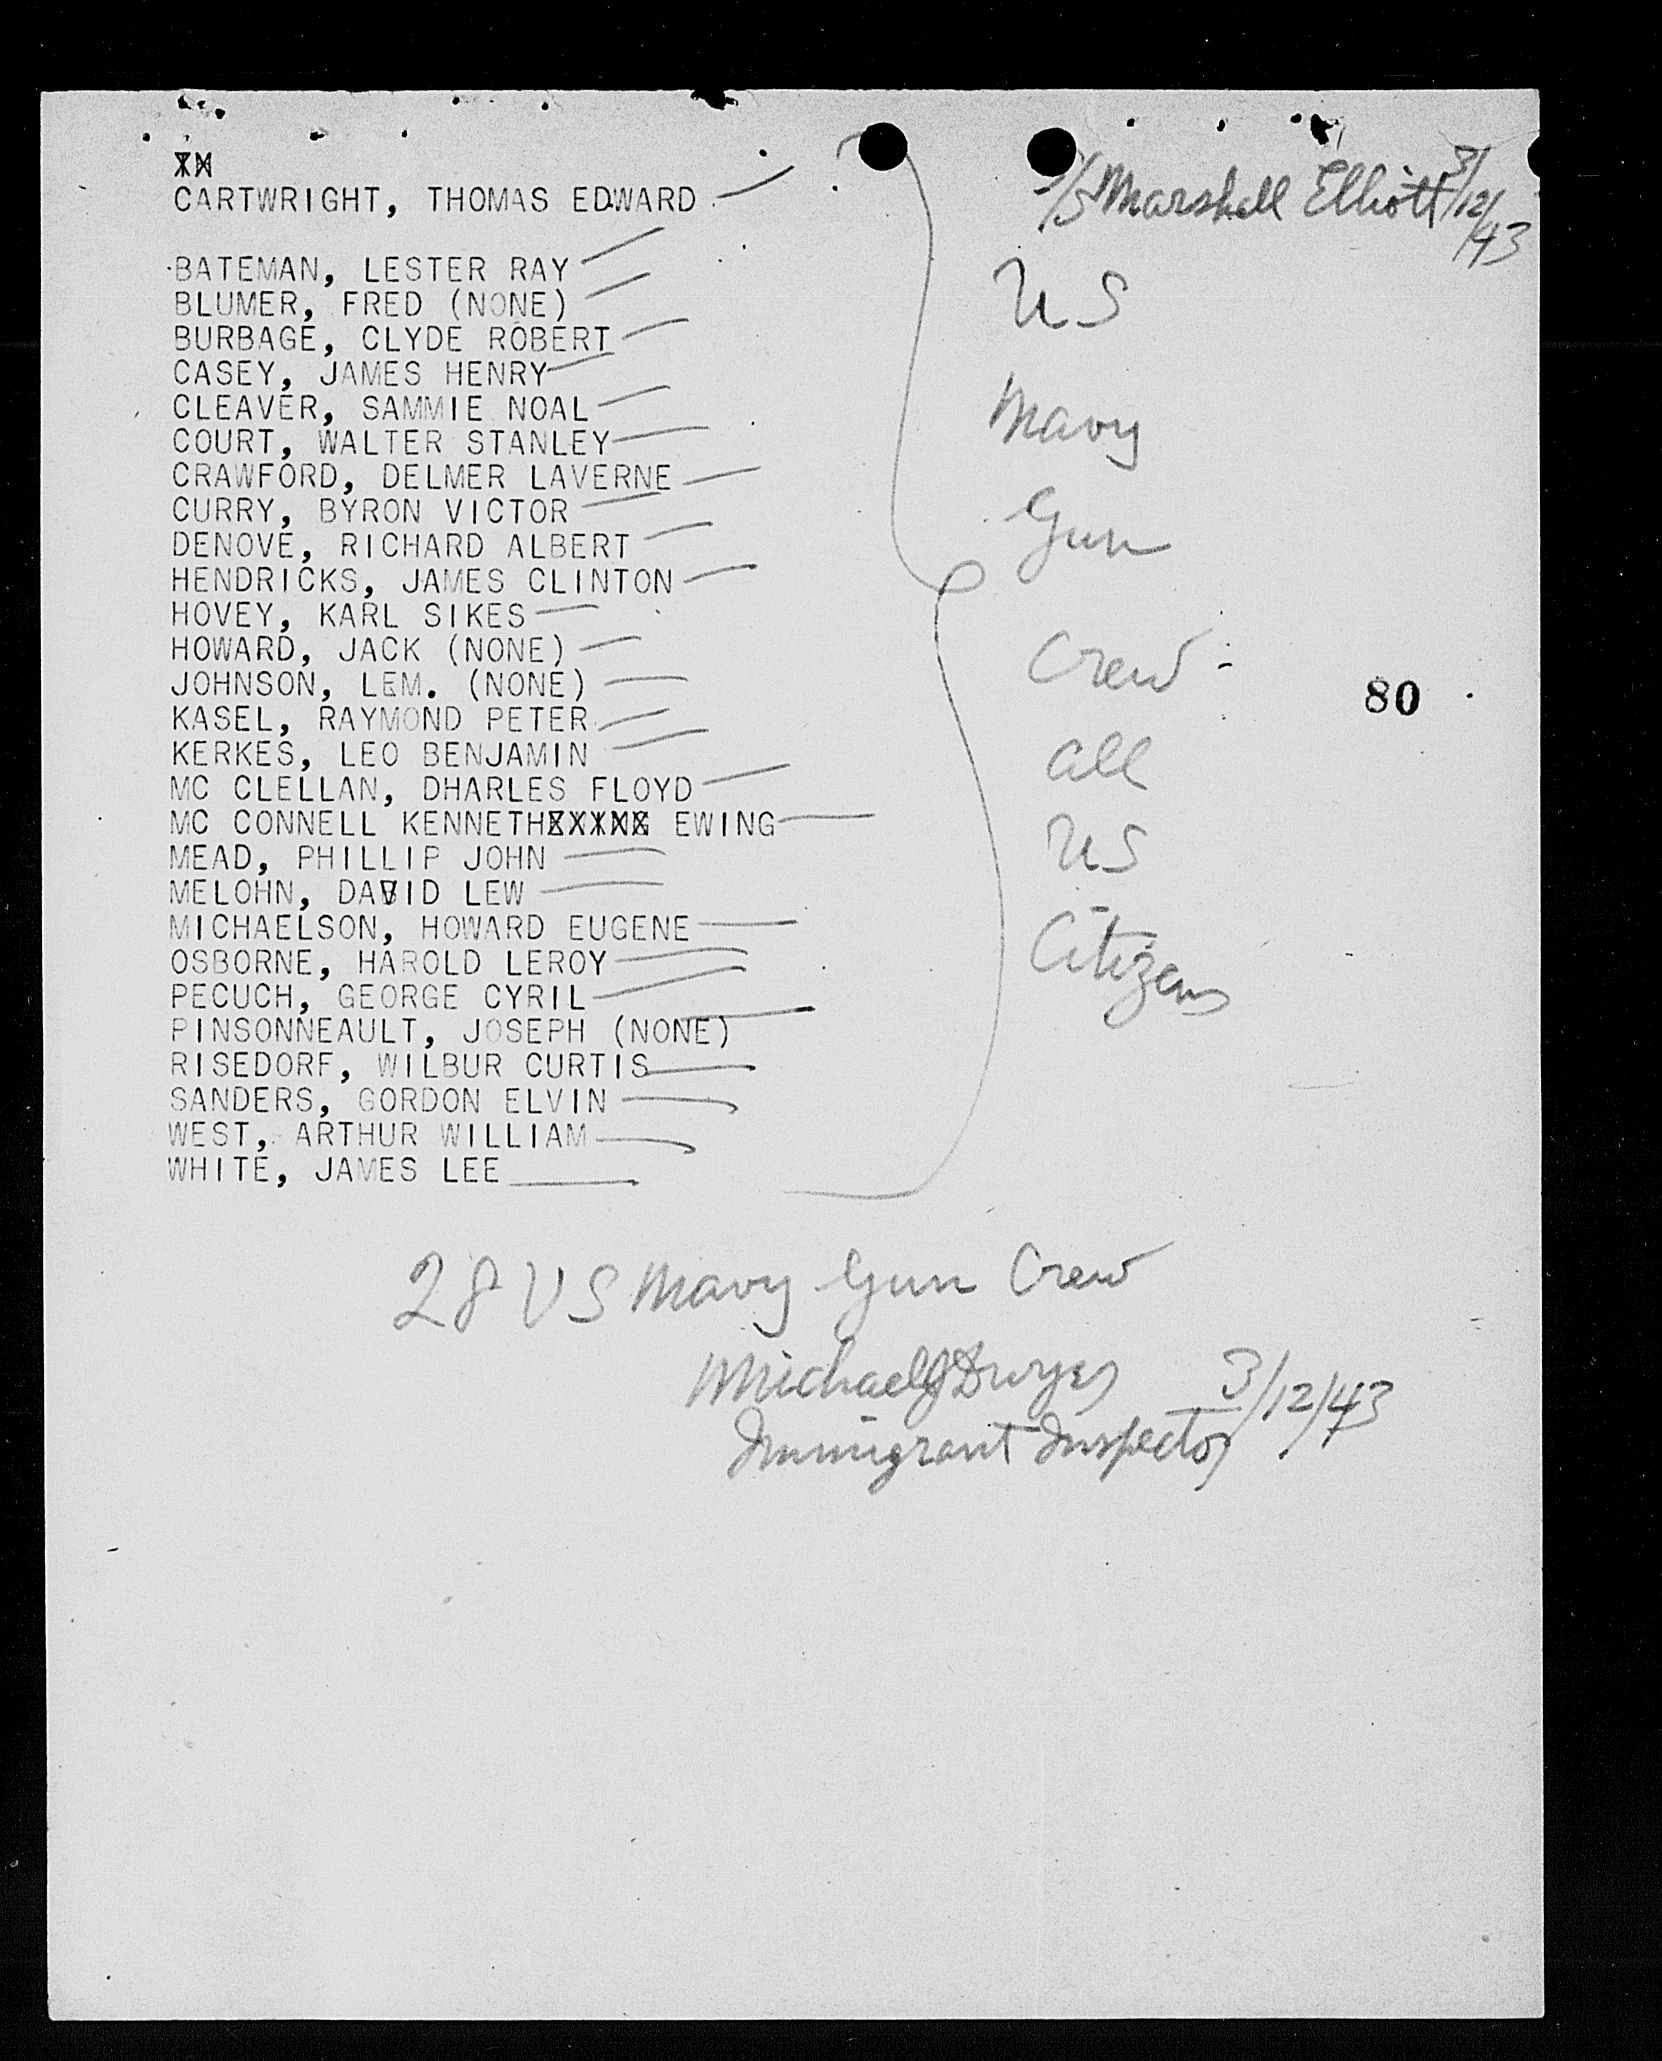 CARTWRIGHT, THOMAS EDWARD
S/S Marshall Elliott 3/12/43
BATEMAN, LESTER RAY
BLUMER, FRED (NONE)
BURBAGE, CLYDE ROBERT
CASEY, JAMES HENRY
CLEAVER, SAMMIE NOAL
COURT, WALTER STANLEY
CRAWFORD, DELMER LAVERNE
CURRY, BYRON VICTOR
DENOVE, RICHARD ALBERT
HENDRICKS, JAMES CLINTON
HOVEY, KARL SIKES
HOWARD, JACK (NONE)
JOHNSON, LEM. (NONE)
KASEL, RAYMOND PETER
KERKES, LEO BENJAMIN
MC CLELLAN, DHARLES FLOYD
MC CONNELL KENNETH EWING
MEAD, PHILLIP JOHN
MELOHN, DAVID LEW
MICHAELSON, HOWARD EUGENE
OSBORNE, HAROLD LEROY
PECUCH, GEORGE CYRIL
PINSONNEAULT, JOSEPH (NONE)
RISEDORF, WILBUR CURTIS
SANDERS, GORDON ELVIN
WEST, ARTHUR WILLIAM
WHITE, JAMES LEE
US
Navy
Gun
Crew
all
US
Citizens
80
28 US Navy Gun Crew
Michael J Dwyer 3/12/43
Immigrant Inspector